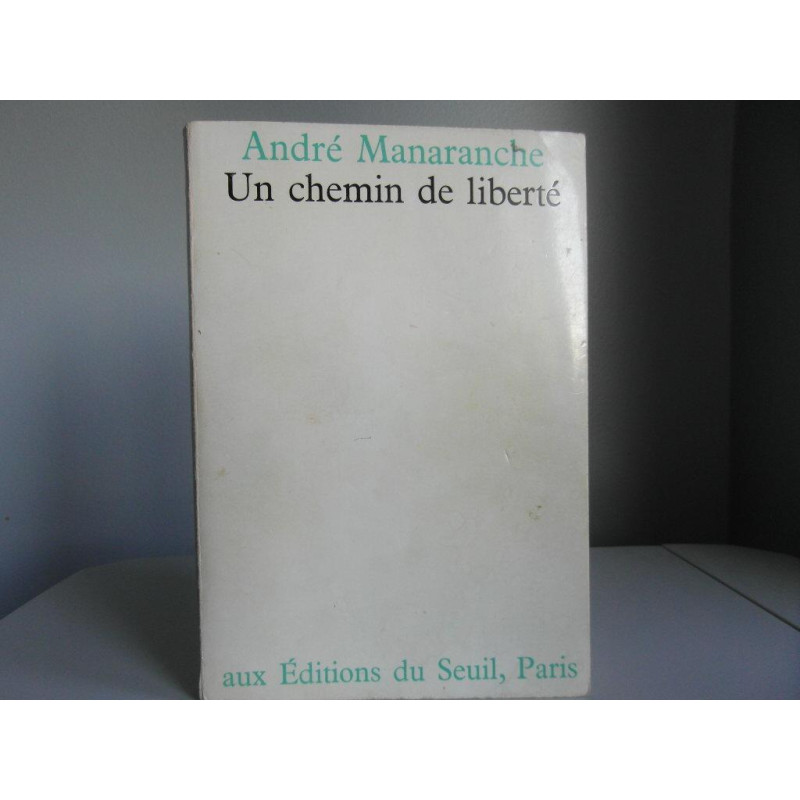 André Manaranche
Un chemin de liberté
aux Éditions du Seuil, Paris